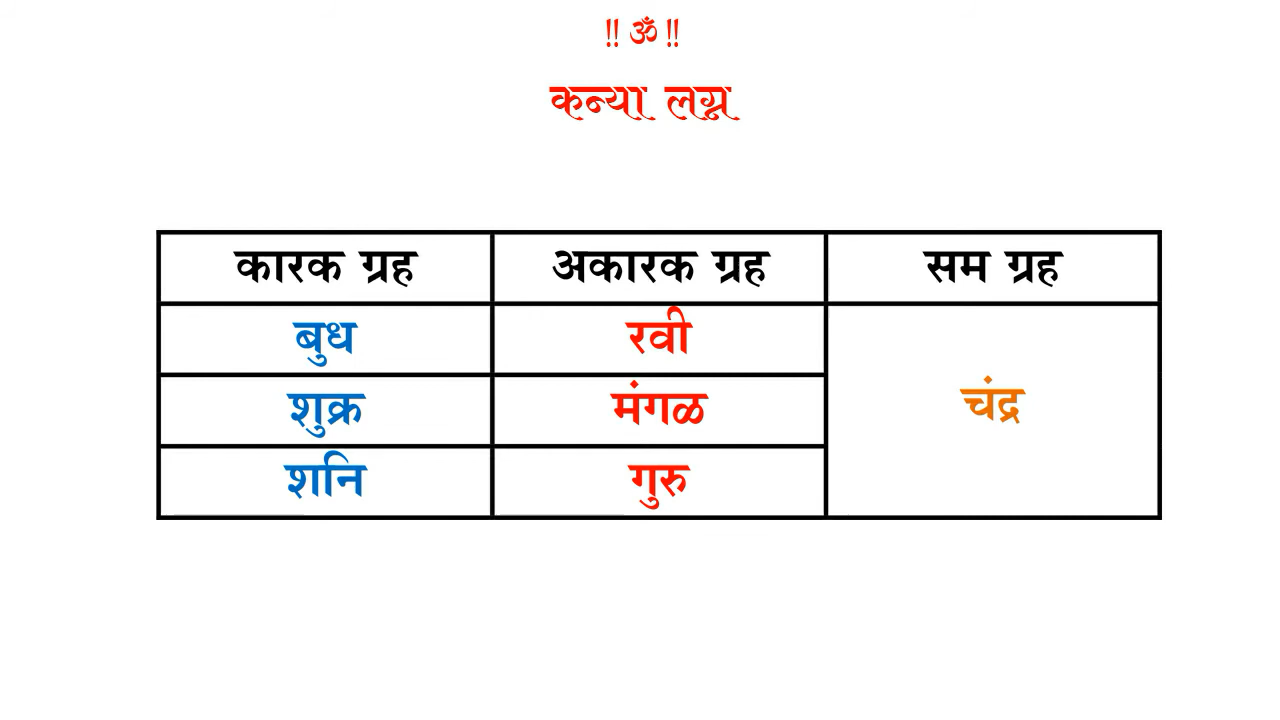 !! ॐ !!
कन्या लग्न
कारक ग्रह अकारक ग्रह सम ग्रह
बुध रवी
शुक्र मंगळ चंद्र
शनि गुरु